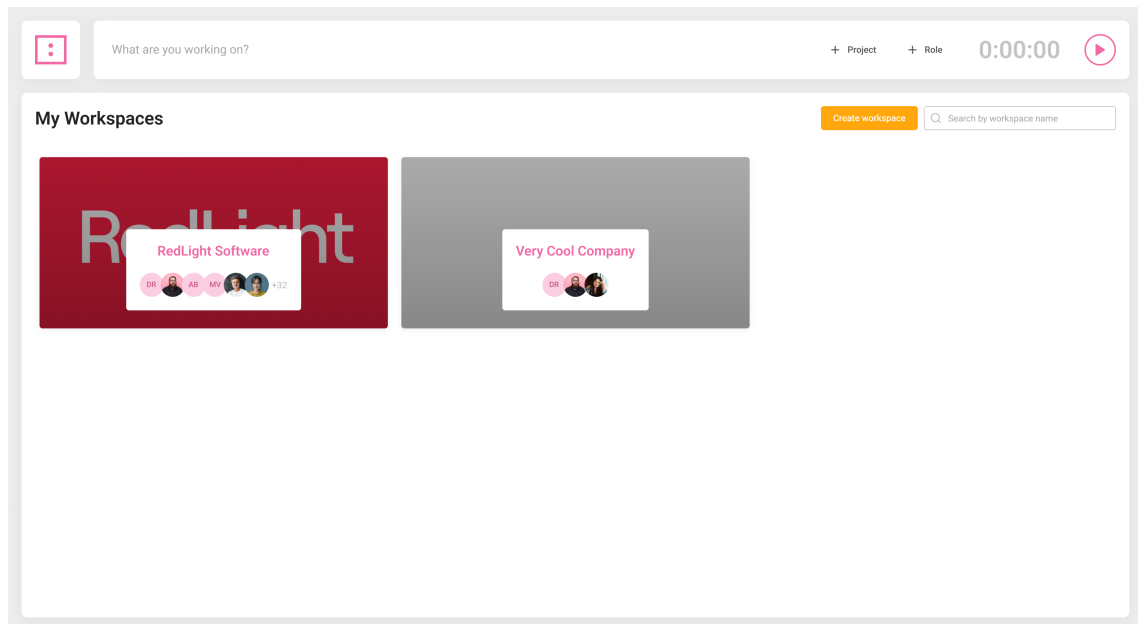 What are you working on?
+ Project
+ Role
0:00:00
My Workspaces
Create workspace
Search by workspace name
RedLight
RedLight Software
DR
AB
MV
+32
Very Cool Company
DR